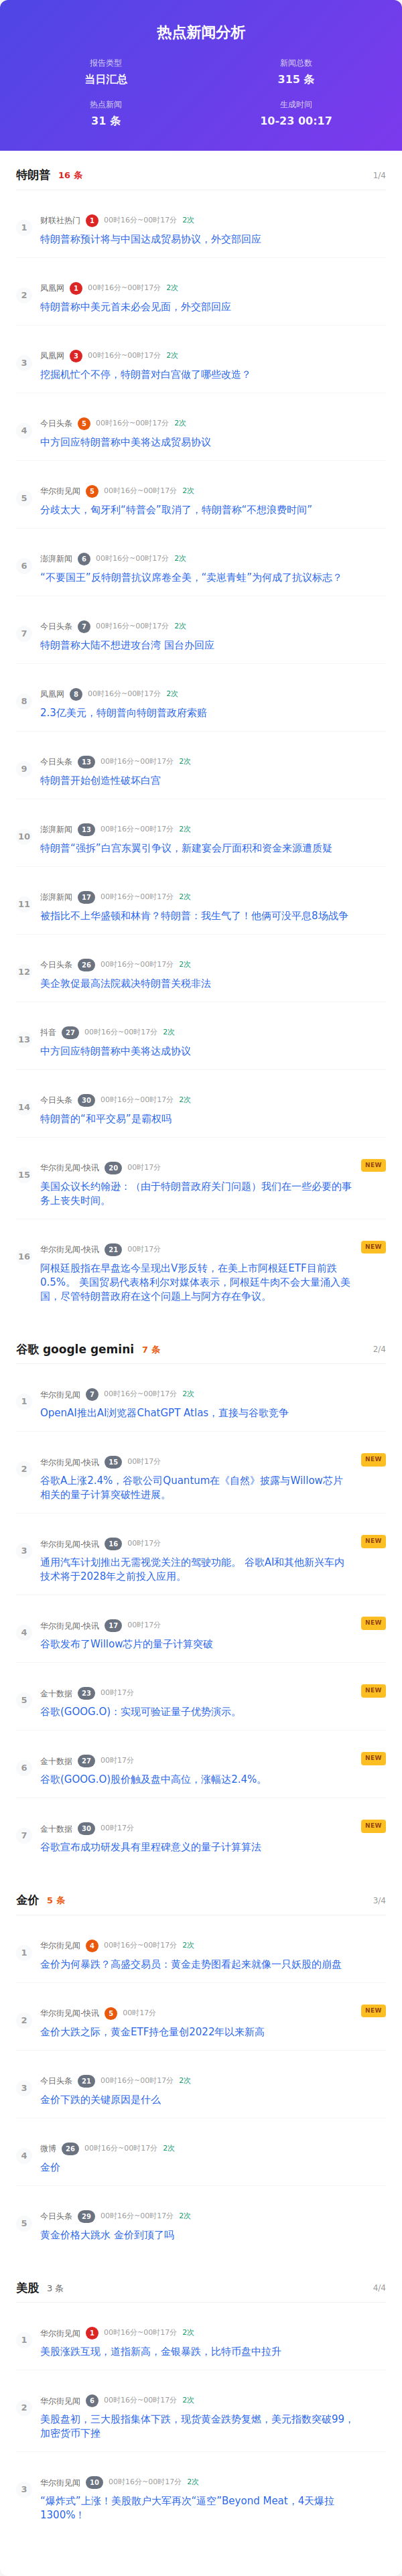 热点新闻分析
报告类型
新闻总数
当日汇总
315 条
热点新闻
生成时间
31 条
10-23 00:17
特朗普 16 条 1/4
1
财联社热门 1 00时16分~00时17分 2次
特朗普称预计将与中国达成贸易协议，外交部回应
2
凤凰网 1 00时16分~00时17分 2次
特朗普称中美元首未必会见面，外交部回应
3
凤凰网 3 00时16分~00时17分 2次
挖掘机忙个不停，特朗普对白宫做了哪些改造？
4
今日头条 5 00时16分~00时17分 2次
中方回应特朗普称中美将达成贸易协议
5
华尔街见闻 5 00时16分~00时17分 2次
分歧太大，匈牙利“特普会”取消了，特朗普称“不想浪费时间”
6
澎湃新闻 6 00时16分~00时17分 2次
“不要国王”反特朗普抗议席卷全美，“卖崽青蛙”为何成了抗议标志？
7
今日头条 7 00时16分~00时17分 2次
特朗普称大陆不想进攻台湾 国台办回应
8
凤凰网 8 00时16分~00时17分 2次
2.3亿美元，特朗普向特朗普政府索赔
9
今日头条 13 00时16分~00时17分 2次
特朗普开始创造性破坏白宫
10
澎湃新闻 13 00时16分~00时17分 2次
特朗普“强拆”白宫东翼引争议，新建宴会厅面积和资金来源遭质疑
11
澎湃新闻 17 00时16分~00时17分 2次
被指比不上华盛顿和林肯？特朗普：我生气了！他俩可没平息8场战争
12
今日头条 26 00时16分~00时17分 2次
美企敦促最高法院裁决特朗普关税非法
13
抖音 27 00时16分~00时17分 2次
中方回应特朗普称中美将达成协议
14
今日头条 30 00时16分~00时17分 2次
特朗普的“和平交易”是霸权吗
15
华尔街见闻-快讯 20 00时17分 NEW
美国众议长约翰逊：（由于特朗普政府关门问题）我们在一些必要的事
务上丧失时间。
16
华尔街见闻-快讯 21 00时17分 NEW
阿根廷股指在早盘迄今呈现出V形反转，在美上市阿根廷ETF目前跌
0.5%。 美国贸易代表格利尔对媒体表示，阿根廷牛肉不会大量涌入美
国，尽管特朗普政府在这个问题上与阿方存在争议。
谷歌 google gemini 7 条 2/4
1
华尔街见闻 7 00时16分~00时17分 2次
OpenAI推出AI浏览器ChatGPT Atlas，直接与谷歌竞争
2
华尔街见闻-快讯 15 00时17分 NEW
谷歌A上涨2.4%，谷歌公司Quantum在《自然》披露与Willow芯片
相关的量子计算突破性进展。
3
华尔街见闻-快讯 16 00时17分 NEW
通用汽车计划推出无需视觉关注的驾驶功能。 谷歌AI和其他新兴车内
技术将于2028年之前投入应用。
4
华尔街见闻-快讯 17 00时17分 NEW
谷歌发布了Willow芯片的量子计算突破
5
金十数据 23 00时17分 NEW
谷歌(GOOG.O)：实现可验证量子优势演示。
6
金十数据 27 00时17分 NEW
谷歌(GOOG.O)股价触及盘中高位，涨幅达2.4%。
7
金十数据 30 00时17分 NEW
谷歌宣布成功研发具有里程碑意义的量子计算算法
金价 5 条 3/4
1
华尔街见闻 4 00时16分~00时17分 2次
金价为何暴跌？高盛交易员：黄金走势图看起来就像一只妖股的崩盘
2
华尔街见闻-快讯 5 00时17分 NEW
金价大跌之际，黄金ETF持仓量创2022年以来新高
3
今日头条 21 00时16分~00时17分 2次
金价下跌的关键原因是什么
4
微博 26 00时16分~00时17分 2次
金价
5
今日头条 29 00时16分~00时17分 2次
黄金价格大跳水 金价到顶了吗
美股 3 条 4/4
1
华尔街见闻 1 00时16分~00时17分 2次
美股涨跌互现，道指新高，金银暴跌，比特币盘中拉升
2
华尔街见闻 6 00时16分~00时17分 2次
美股盘初，三大股指集体下跌，现货黄金跌势复燃，美元指数突破99，
加密货币下挫
3
华尔街见闻 10 00时16分~00时17分 2次
“爆炸式”上涨！美股散户大军再次“逼空”Beyond Meat，4天爆拉
1300%！